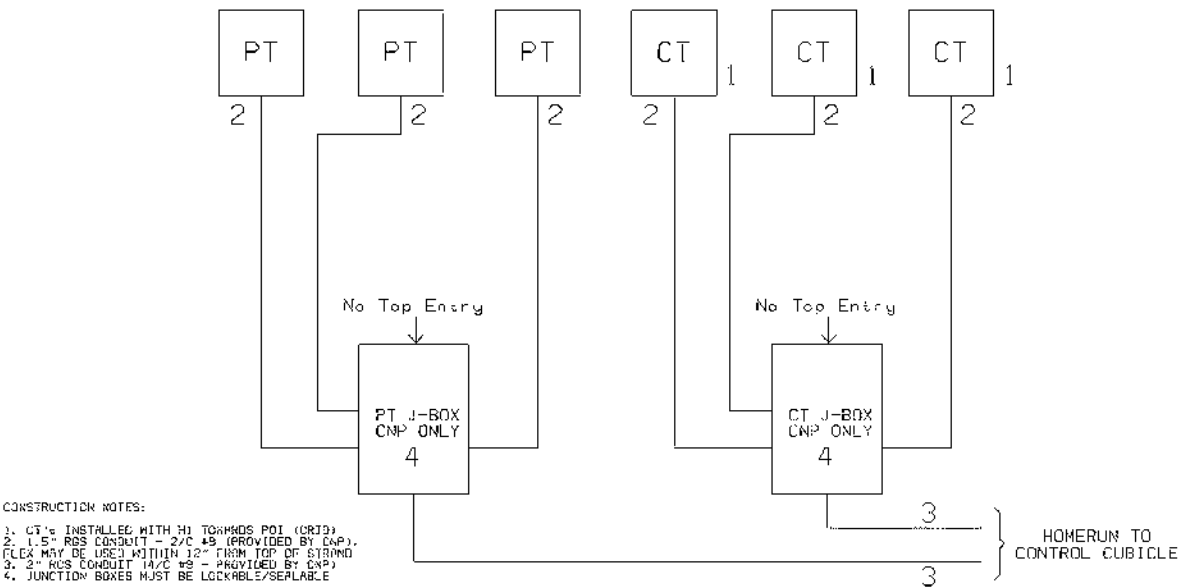 PT PT PT CT CT CT
1 1 1
2 2 2 2 2 2
No Top Entry No Top Entry
PT J-BOX
CNP ONLY
4
CT J-BOX
CNP ONLY
4
CONSTRUCTION NOTES:
1. CT's INSTALLED WITH H1 TOWARDS POI (GRID)
2. 1.5" RGS CONDUIT - 2/C #9 (PROVIDED BY CNP).
FLEX MAY BE USED WITHIN 12" FROM TOP OF
3. 2" RGS CONDUIT #9 - PROVIDED BY CNP)
4. JUNCTION BOXES MUST BE LOCKABLE/SEALABLE
3
3
HOMERUN TO
CONTROL CUBICLE